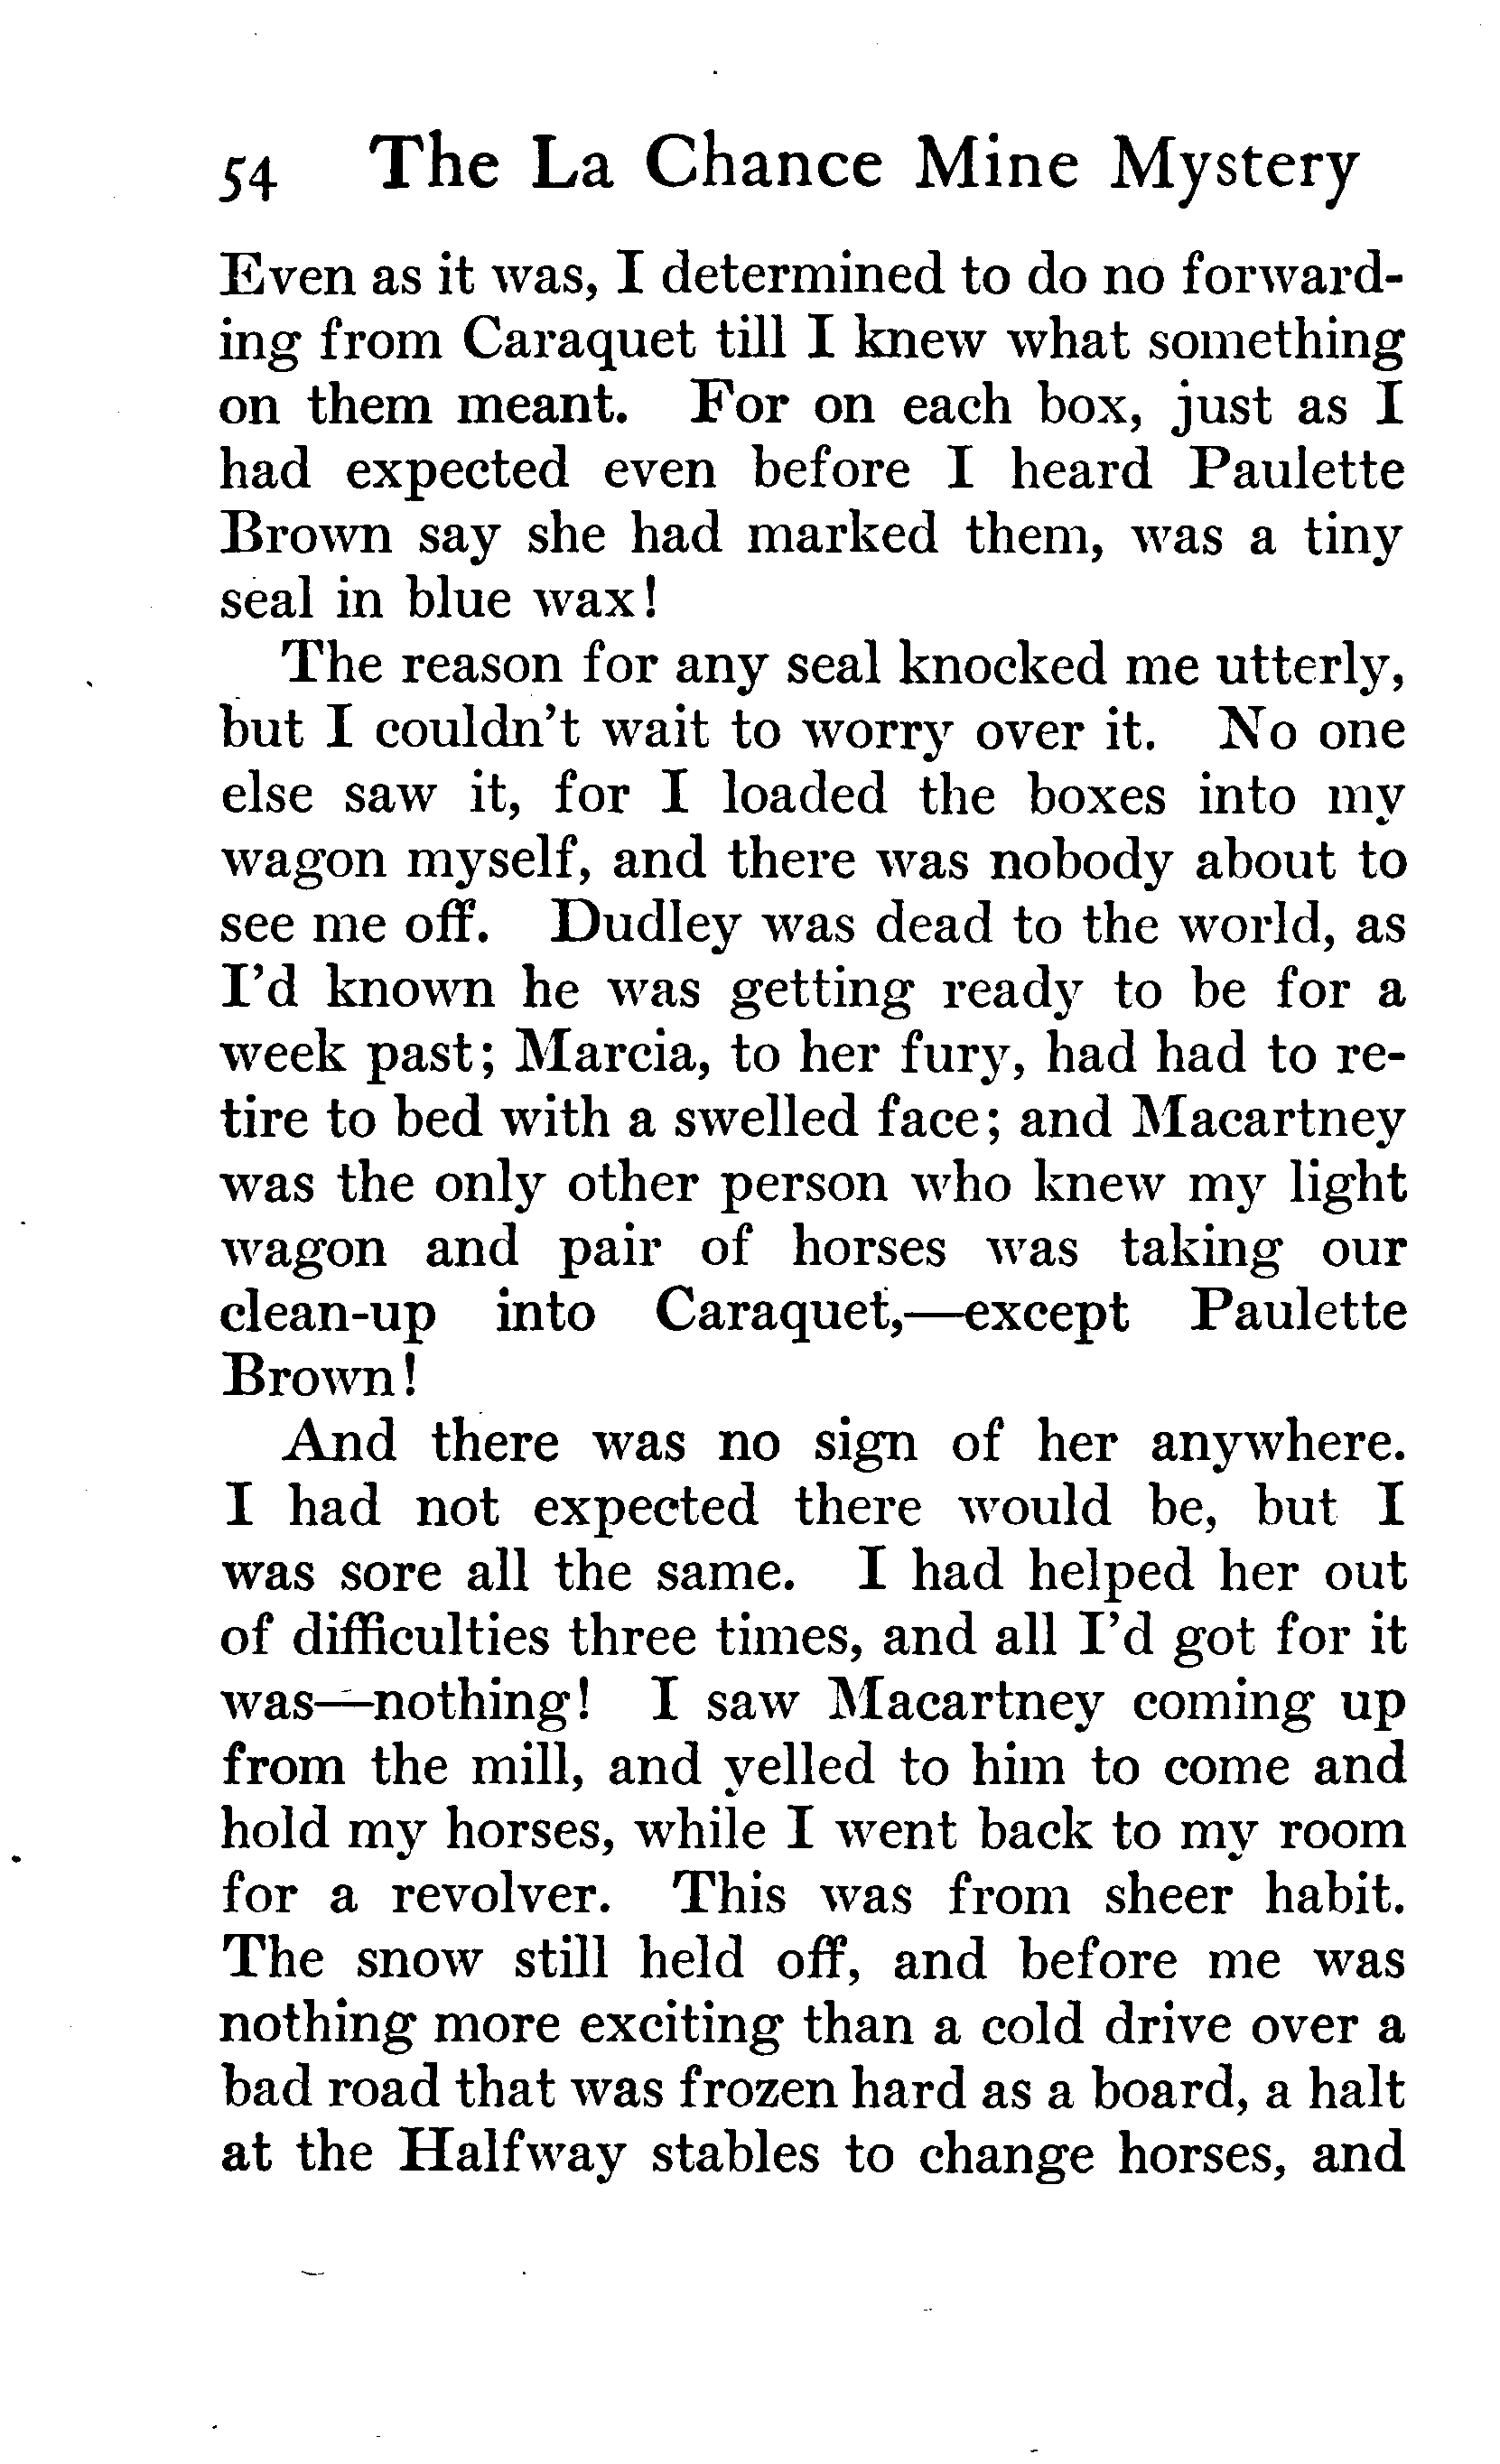 54 The La Chance Mine Mystery
Even as it was, I determined to do no forward-
ing from Caraquet till I knew what something
on them meant. For on each box, just as I
had expected even before I heard Paulette
Brown say she had marked them, was a tiny
seal in blue wax!
The reason for any seal knocked me utterly,
but I couldn't wait to worry over it. No one
else saw it, for I loaded the boxes into my
wagon myself, and there was nobody about to
see me off. Dudley was dead to the world, as
I'd known he was getting ready to be for a
week past; Marcia, to her fury, had had to re-
tire to bed with a swelled face; and Macartney
was the only other person who knew my light
wagon and pair of horses was taking our
clean-up into Caraquet,—except Paulette
Brown!
And there was no sign of her anywhere.
I had not expected there would be, but I
was sore all the same. I had helped her out
of difficulties three times, and all I'd got for it
was—nothing! I saw Macartney coming up
from the mill, and yelled to him to come and
hold my horses, while I went back to my room
for a revolver. This was from sheer habit.
The snow still held off, and before me was
nothing more exciting than a cold drive over a
bad road that was frozen hard as a board, a halt
at the Halfway stables to change horses, and